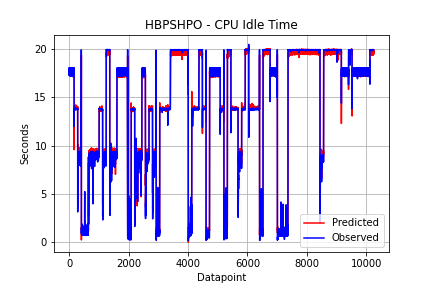 HBPSHPO - CPU Idle Time
20
15
10
5
0
Seconds
0
2000
4000
6000
8000
10000
Datapoint
Predicted
Observed